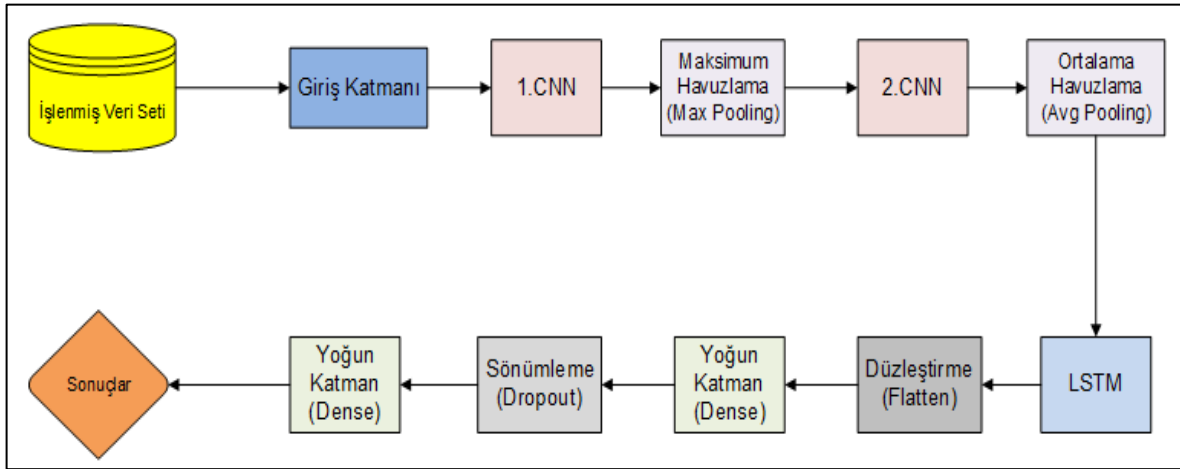 İşlenmiş Veri Seti
Giriş Katmanı
1.CNN
Maksimum
Havuzlama
(Max Pooling)
2.CNN
Ortalama
Havuzlama
(Avg Pooling)
LSTM
Düzleştirme
(Flatten)
Yoğun
Katman
(Dense)
Sönümleme
(Dropout)
Yoğun
Katman
(Dense)
Sonuçlar